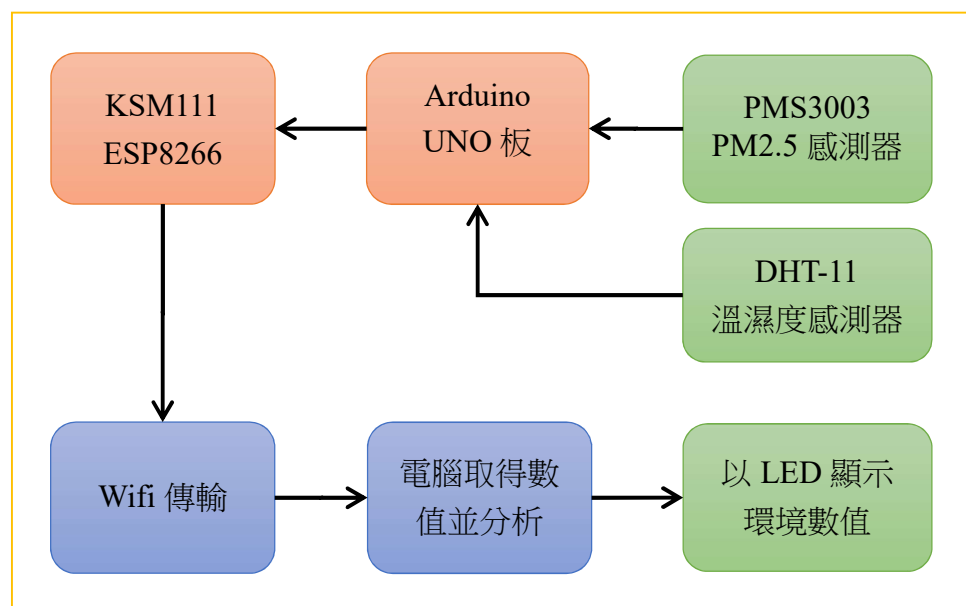 KSM111
ESP8266
Arduino
UNO 板
PMS3003
PM2.5 感測器
DHT-11
溫濕度感測器
Wifi 傳輸
電腦取得數
值並分析
以 LED 顯示
環境數值